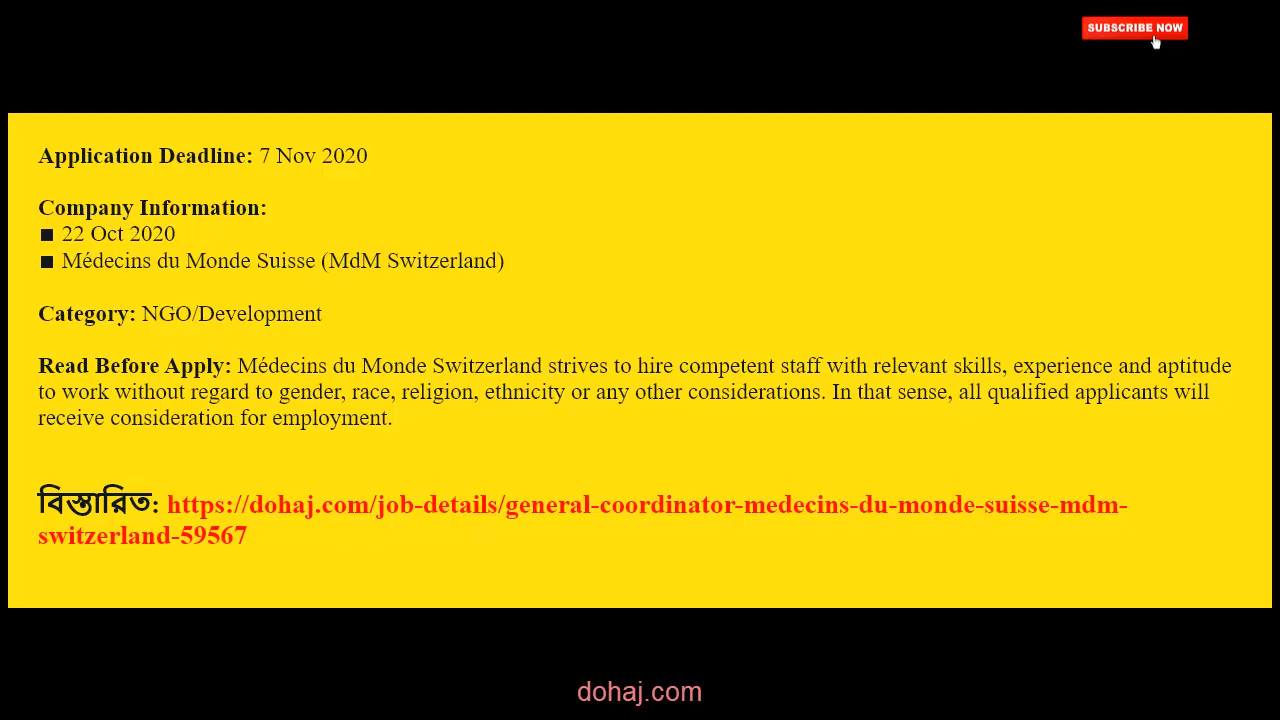 SUBSCRIBE NOW
Application Deadline: 7 Nov 2020
Company Information:
■ 22 Oct 2020
■ Médecins du Monde Suisse (MdM Switzerland)
Category: NGO/Development
Read Before Apply: Médecins du Monde Switzerland strives to hire competent staff with relevant skills, experience and aptitude
to work without regard to gender, race, religion, ethnicity or any other considerations. In that sense, all qualified applicants will
receive consideration for employment.
বিস্তারিত: https://dohaj.com/job-details/general-coordinator-medecins-du-monde-suisse-mdm-
switzerland-59567
dohaj.com